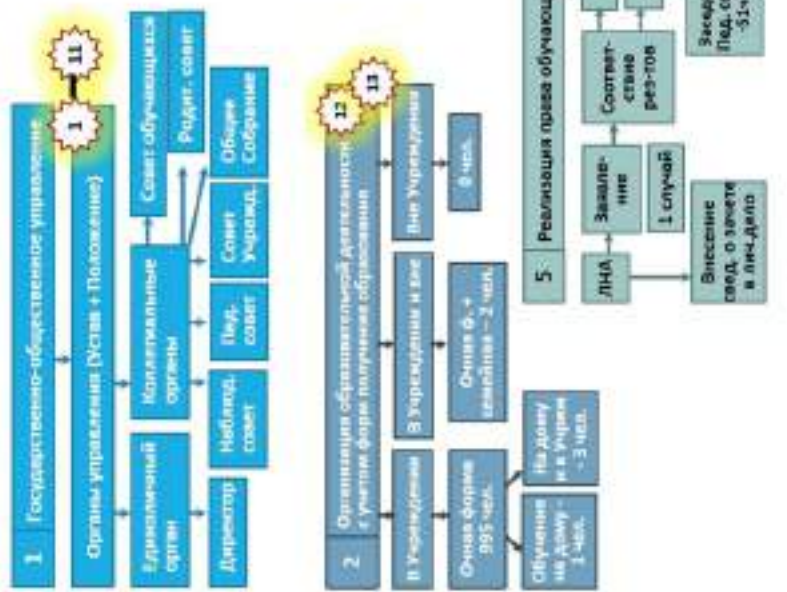 1
Государственно-общественное управление
1
11
Органы управления (Устав + Положение)
Единоличный
орган
Коллегиальные
органы
Совет обучающихся
Родит. совет
Директор
Наблюд.
совет
Пед.
совет
Совет
Учрежд.
Общее
Собрание
2
Организация образовательной деятельности
с учетом форм получения образования
12
13
В Учреждении
В Учреждении и вне
Вне Учреждения
Очная форма
995 чел.
Очная ф. +
семейная – 2 чел.
0 чел.
Обучение
на дому -
чел.
На дому
и в Учрежд
- 3 чел.
5
Реализация права обучающ
ЛНА
Заявле-
ние
Соответ-
ствие
рез-тов
1 случай
Внесение
свед. о зачете
в лич.дело
Засед
Пед. с
-51ч